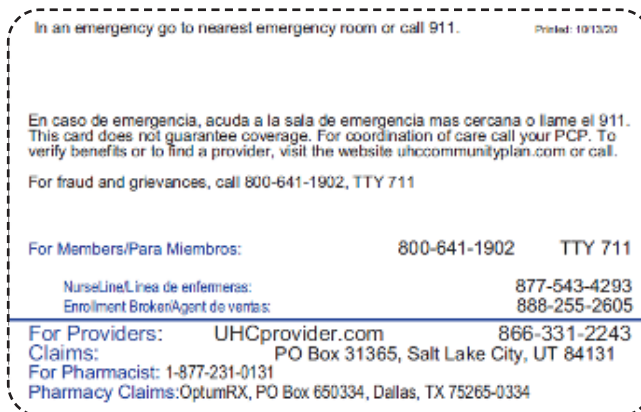 In an emergency go to nearest emergency room or call 911. Printed: 10/13/20
En caso de emergencia, acuda a la sala de emergencia mas cercana o llame el 911.
This card does not guarantee coverage. For coordination of care call your PCP. To
verify benefits or to find a provider, visit the website uhccommunityplan.com or call.
For fraud and grievances, call 800-641-1902, TTY 711
For Members/Para Miembros: 800-641-1902 TTY 711
NurseLine/Línea de enfermeras: 877-543-4293
Enrollment Broker/Agent de ventas: 888-255-2605
For Providers: UHCprovider.com 866-331-2243
Claims: PO Box 31365, Salt Lake City, UT 84131
For Pharmacist: 1-877-231-0131
Pharmacy Claims:OptumRX, PO Box 650334, Dallas, TX 75265-0334